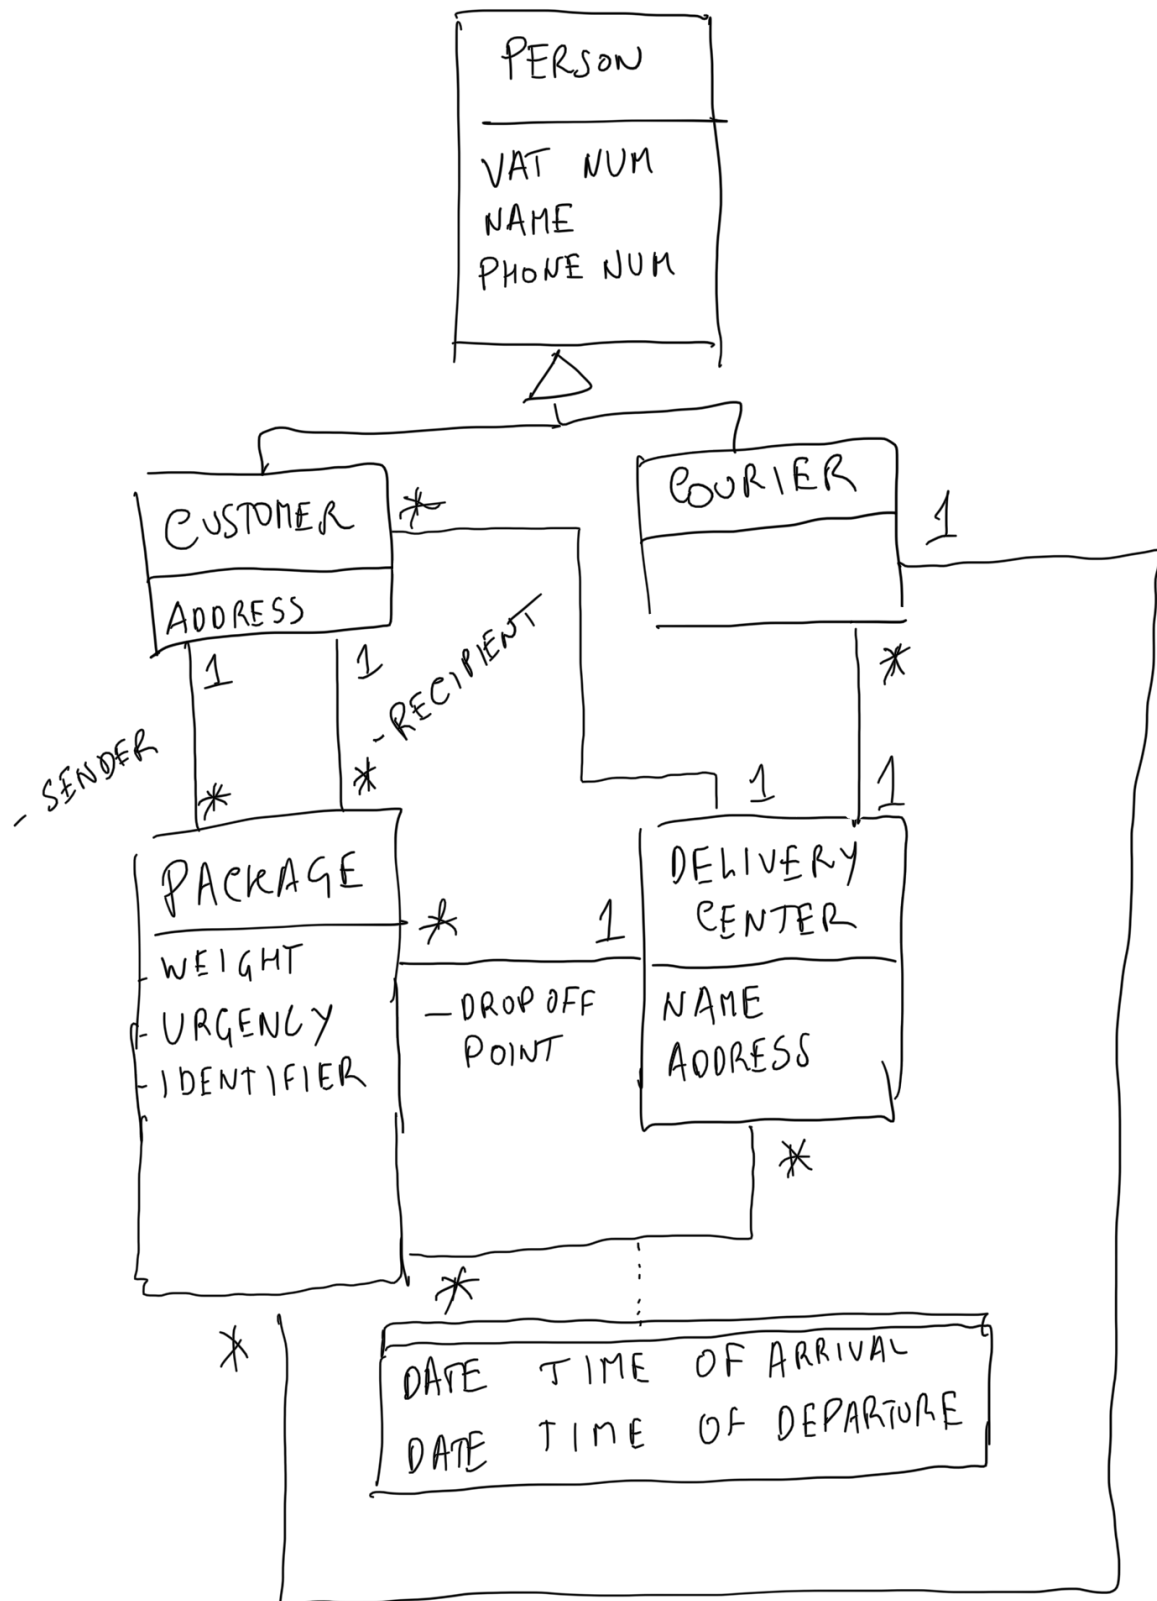 PERSON
VAT NUM
NAME
PHONE NUM
CUSTOMER
*
COURIER
1
ADDRESS
1
1
- RECIPIENT
*
- SENDER
*
*
1
1
PACKAGE
DELIVERY
CENTER
*
1
- WEIGHT
- URGENCY
- IDENTIFIER
- DROP OFF
POINT
NAME
ADDRESS
*
*
*
DATE TIME OF ARRIVAL
DATE TIME OF DEPARTURE